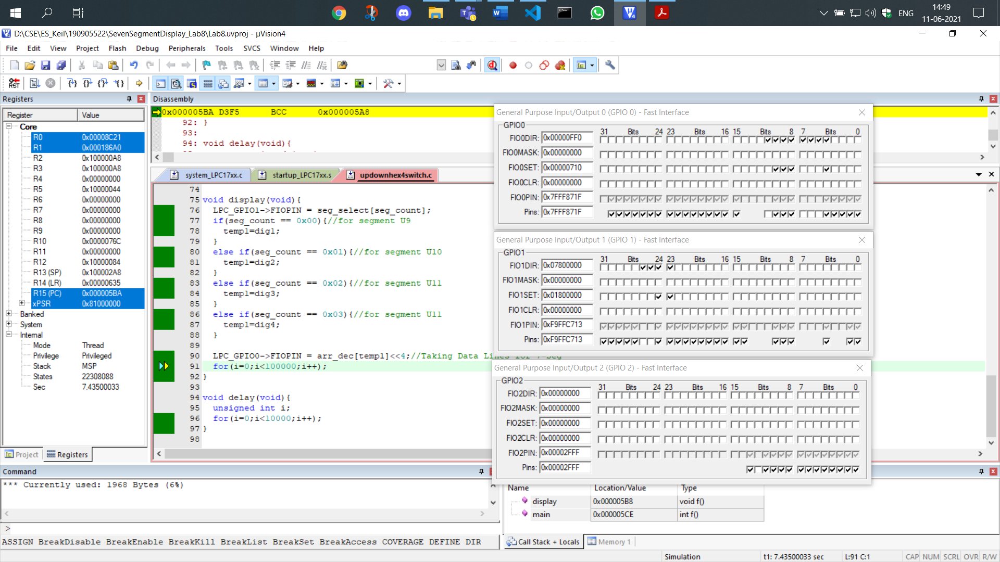 ENG
14:49
11-06-2021
D:\CSE\ES_Keil\190905522\SevenSegmentDisplay_Lab8\Lab8.uvproj - µVision4
File Edit View Project Flash Debug Peripherals Tools SVCS Window Help
Registers
Register Value
Core
R0 0x00008C21
R1 0x000186A0
R2 0x100000A8
R3 0x100000A8
R4 0x00000000
R5 0x10000044
R6 0x00000000
R7 0x00000000
R8 0x00000000
R9 0x00000000
R10 0x0000076C
R11 0x00000000
R12 0x10000084
R13 (SP) 0x100002A8
R14 (LR) 0x00000635
R15 (PC) 0x000005BA
xPSR 0x81000000
Banked
System
Internal
Mode Thread
Privilege Privileged
Stack MSP
States 22308088
Sec 7.43500033
Project Registers
Disassembly
0x000005BA D3F5 BCC 0x000005A8
92: }
93:
94: void delay(void){
system_LPC17xx.c startup_LPC17xx.s updownhex4switch.c
74
75 void display(void){
76 LPC_GPIO1->FIOPIN = seg_select[seg_count];
77 if(seg_count == 0x00){//for segment U9
78 temp1=dig1;
79 }
80 else if(seg_count == 0x01){//for segment U10
81 temp1=dig2;
82 }
83 else if(seg_count == 0x02){//for segment U11
84 temp1=dig3;
85 }
86 else if(seg_count == 0x03){//for segment U11
87 temp1=dig4;
88 }
89
90 LPC_GPIO0->FIOPIN = arr_dec[temp1]<<4;//Taking Data Lines for 7-Seg
91 for(i=0;i<100000;i++);
92 }
93
94 void delay(void){
95 unsigned int i;
96 for(i=0;i<10000;i++);
97 }
98
General Purpose Input/Output 0 (GPIO 0) - Fast Interface
GPIO0
31 Bits 24 23 Bits 16 15 Bits 8 7 Bits 0
FIO0DIR: 0x00000FF0
FIO0MASK: 0x00000000
FIO0SET: 0x00000710
FIO0CLR: 0x00000000
FIO0PIN: 0x7FFF871F
Pins: 0x7FFF871F
General Purpose Input/Output 1 (GPIO 1) - Fast Interface
GPIO1
31 Bits 24 23 Bits 16 15 Bits 8 7 Bits 0
FIO1DIR: 0x07800000
FIO1MASK: 0x00000000
FIO1SET: 0x01800000
FIO1CLR: 0x00000000
FIO1PIN: 0xF9FFC713
Pins: 0xF9FFC713
General Purpose Input/Output 2 (GPIO 2) - Fast Interface
GPIO2
31 Bits 24 23 Bits 16 15 Bits 8 7 Bits 0
FIO2DIR: 0x00000000
FIO2MASK: 0x00000000
FIO2SET: 0x00000000
FIO2CLR: 0x00000000
FIO2PIN: 0x00002FFF
Pins: 0x00002FFF
Command
*** Currently used: 1968 Bytes (6%)
>
ASSIGN BreakDisable BreakEnable BreakKill BreakList BreakSet BreakAccess COVERAGE DEFINE DIR
Name Location/Value Type
display 0x000005B8 void f()
main 0x000005CE int f()
Call Stack + Locals Memory 1
Simulation t1: 7.43500033 sec L:91 C:1 CAP NUM SCRL OVR R/W